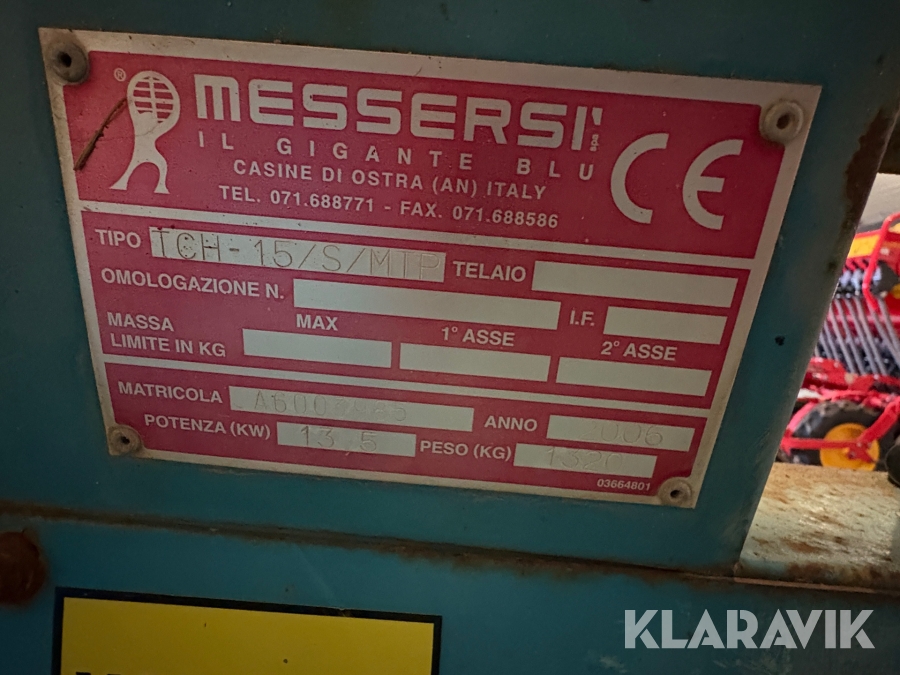 ® MESSERSI' s.p.a.
IL GIGANTE BLU
CASINE DI OSTRA (AN) ITALY
TEL. 071.688771 - FAX. 071.688586
CE
TIPO TCH-15/S/MTP TELAIO
OMOLOGAZIONE N. I.F.
MASSA LIMITE IN KG MAX 1° ASSE 2° ASSE
MATRICOLA ANNO 2006
POTENZA (KW) 13,5 PESO (KG) 1320
03664801
KLARAVIK